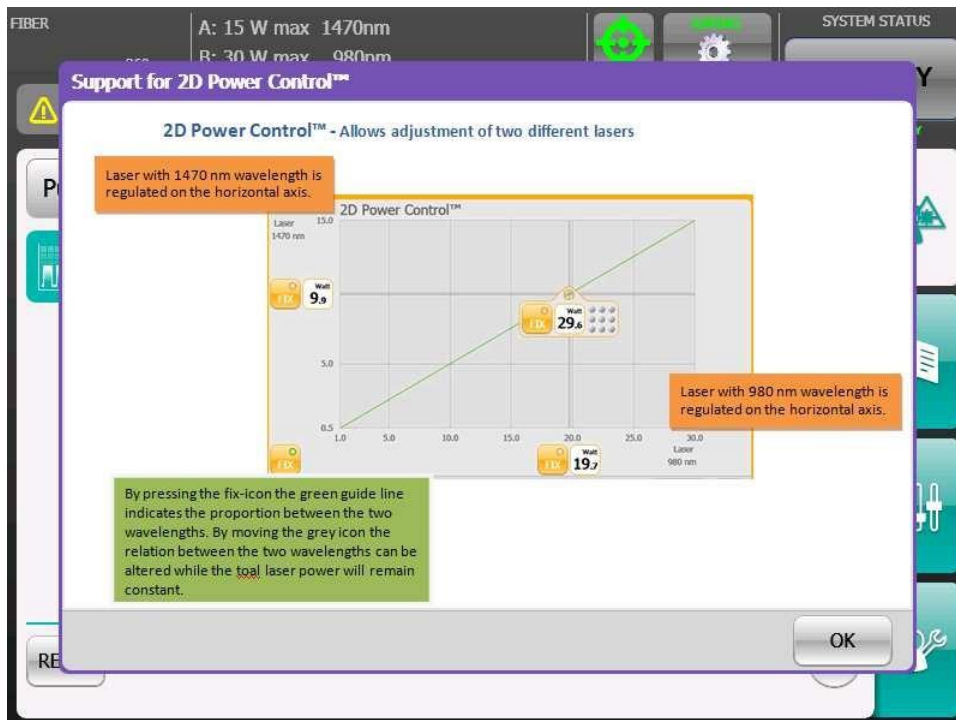 FIBER
A: 15 W max 1470nm
SYSTEM STATUS
B: 30 W max 980nm
Support for 2D Power Control™
Y
2D Power Control™ - Allows adjustment of two different lasers
Laser with 1470 nm wavelength is
regulated on the horizontal axis.
2D Power Control™
Laser
1470 nm
15.0
FIX
Watt
9.9
FIX
Watt
29.6
5.0
Laser with 980 nm wavelength is
regulated on the horizontal axis.
0.5
1.0 5.0 10.0 15.0 20.0 25.0 30.0
Laser
980 nm
FIX
FIX
Watt
19.7
By pressing the fix-icon the green guide line
indicates the proportion between the two
wavelengths. By moving the grey icon the
relation between the two wavelengths can be
altered while the toal laser power will remain
constant.
OK
RE